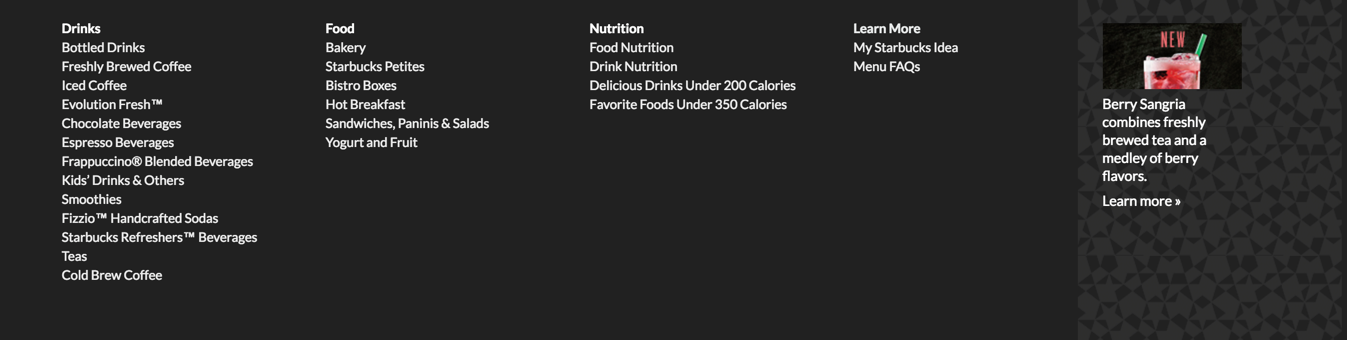 Drinks
Bottled Drinks
Freshly Brewed Coffee
Iced Coffee
Evolution Fresh™
Chocolate Beverages
Espresso Beverages
Frappuccino® Blended Beverages
Kids' Drinks & Others
Smoothies
Fizzio™ Handcrafted Sodas
Starbucks Refreshers™ Beverages
Teas
Cold Brew Coffee
Food
Bakery
Starbucks Petites
Bistro Boxes
Hot Breakfast
Sandwiches, Paninis & Salads
Yogurt and Fruit
Nutrition
Food Nutrition
Drink Nutrition
Delicious Drinks Under 200 Calories
Favorite Foods Under 350 Calories
Learn More
My Starbucks Idea
Menu FAQs
NEW
Berry Sangria
combines freshly
brewed tea and a
medley of berry
flavors.
Learn more »